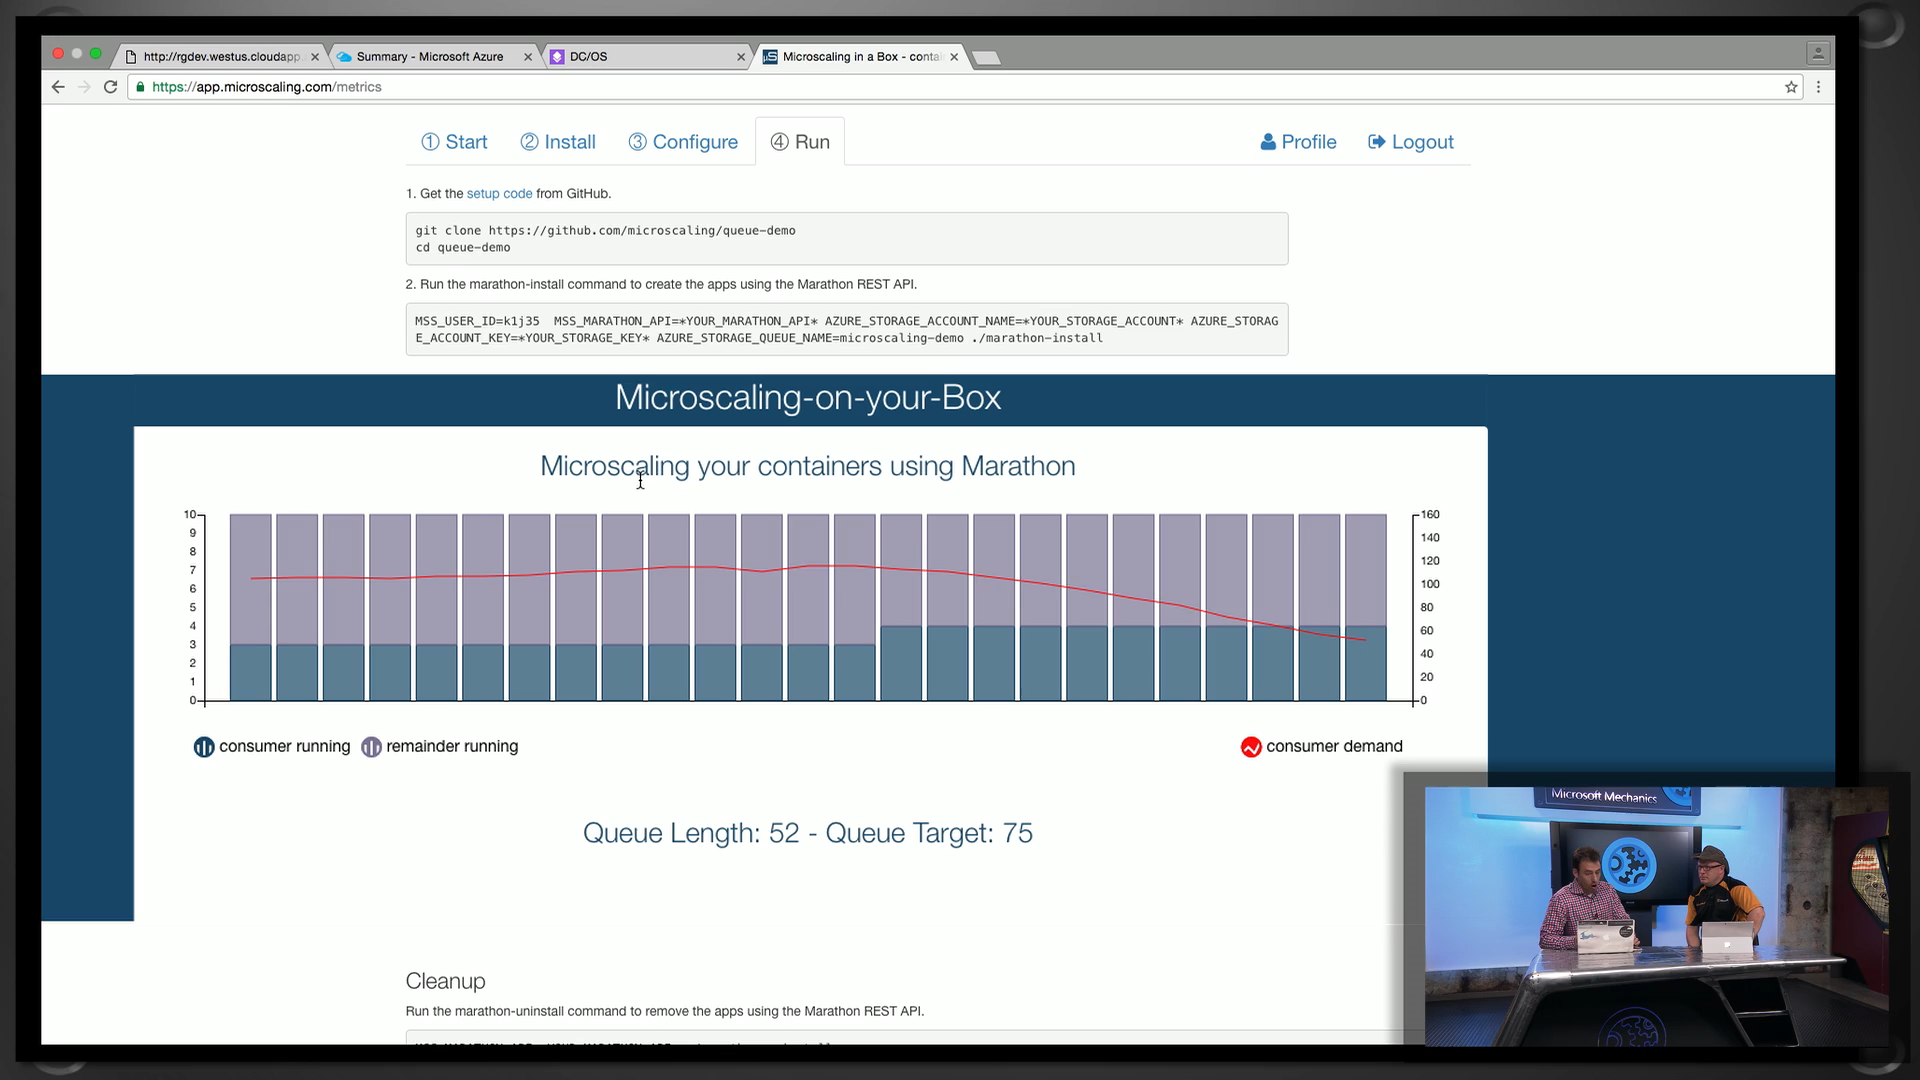 http://rgdev.westus.cloudapp
Summary - Microsoft Azure
DC/OS
Microscaling in a Box - contai
https://app.microscaling.com/metrics
① Start
② Install
③ Configure
④ Run
Profile
Logout
1. Get the setup code from GitHub.
git clone https://github.com/microscaling/queue-demo
cd queue-demo
2. Run the marathon-install command to create the apps using the Marathon REST API.
MSS_USER_ID=k1j35  MSS_MARATHON_API=*YOUR_MARATHON_API* AZURE_STORAGE_ACCOUNT_NAME=*YOUR_STORAGE_ACCOUNT* AZURE_STORAG
E_ACCOUNT_KEY=*YOUR_STORAGE_KEY* AZURE_STORAGE_QUEUE_NAME=microscaling-demo ./marathon-install
Microscaling-on-your-Box
Microscaling your containers using Marathon
10
9
8
7
6
5
4
3
2
1
0
160
140
120
100
80
60
40
20
0
consumer running
remainder running
consumer demand
Queue Length: 52 - Queue Target: 75
Microsoft Mechanics
Cleanup
Run the marathon-uninstall command to remove the apps using the Marathon REST API.